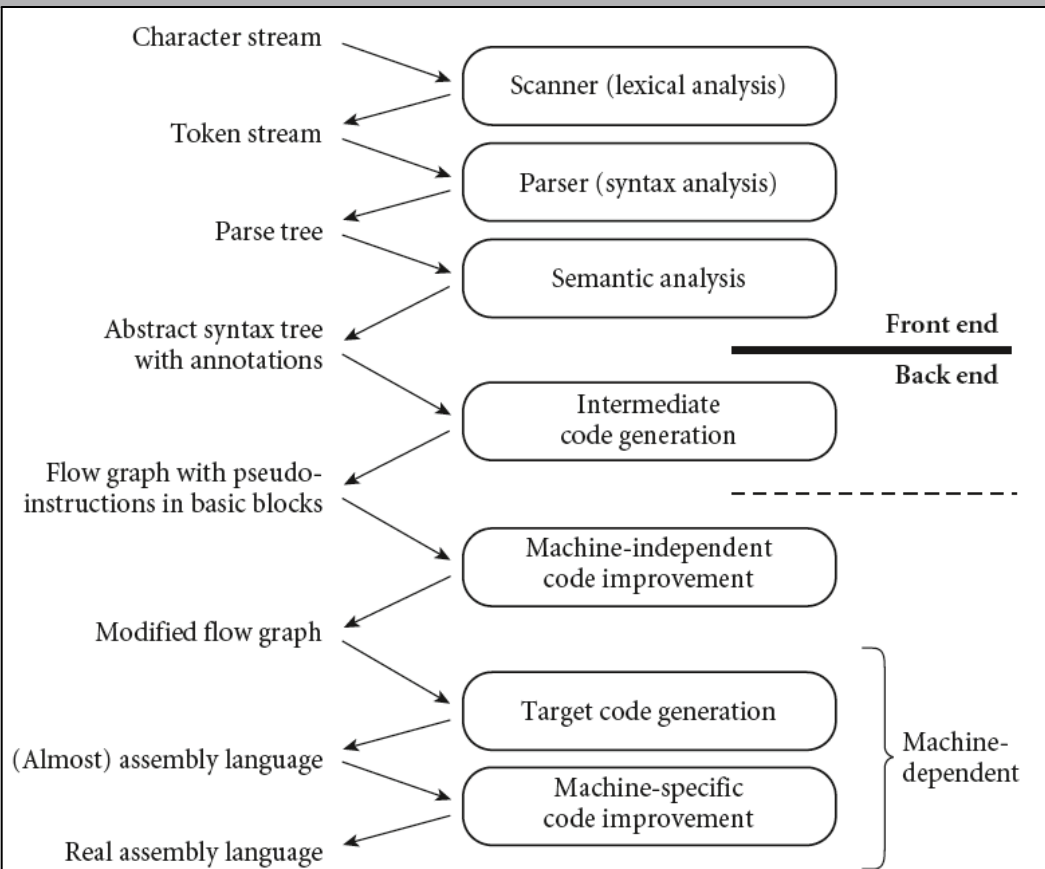 Character stream
Scanner (lexical analysis)
Token stream
Parser (syntax analysis)
Parse tree
Semantic analysis
Abstract syntax tree
with annotations
Front end
Back end
Intermediate
code generation
Flow graph with pseudo-
instructions in basic blocks
Machine-independent
code improvement
Modified flow graph
Target code generation
(Almost) assembly language
Machine-
dependent
Machine-specific
code improvement
Real assembly language